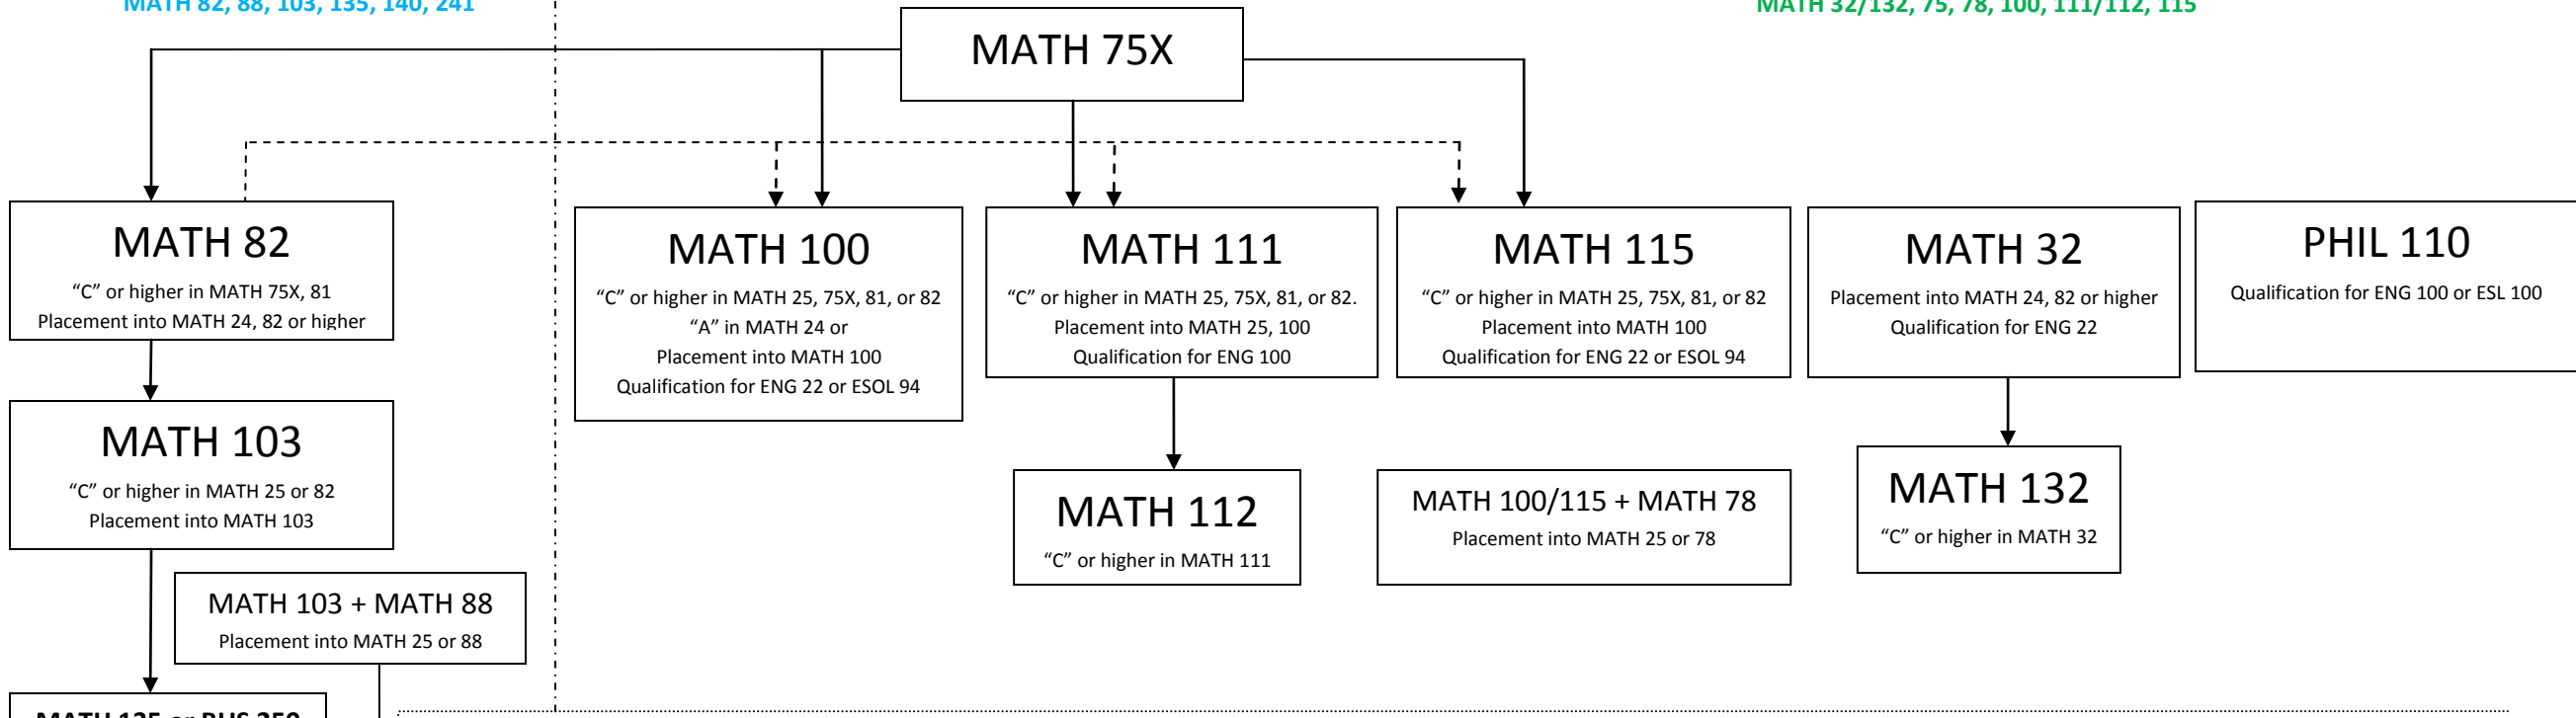 MATH 82, 88, 103, 135, 140, 241
MATH 32/132, 75, 78, 100, 111/112, 115
MATH 75X
MATH 82
“C” or higher in MATH 75X, 81
Placement into MATH 24, 82 or higher
MATH 100
“C” or higher in MATH 25, 75X, 81, or 82
“A” in MATH 24 or
Placement into MATH 100
Qualification for ENG 22 or ESOL 94
MATH 111
“C” or higher in MATH 25, 75X, 81, or 82.
Placement into MATH 25, 100
Qualification for ENG 100
MATH 115
“C” or higher in MATH 25, 75X, 81, or 82
Placement into MATH 100
Qualification for ENG 22 or ESOL 94
MATH 32
Placement into MATH 24, 82 or higher
Qualification for ENG 22
PHIL 110
Qualification for ENG 100 or ESL 100
MATH 103
“C” or higher in MATH 25 or 82
Placement into MATH 103
MATH 112
“C” or higher in MATH 111
MATH 100/115 + MATH 78
Placement into MATH 25 or 78
MATH 132
“C” or higher in MATH 32
MATH 103 + MATH 88
Placement into MATH 25 or 88
MATH 135 or BUS 250